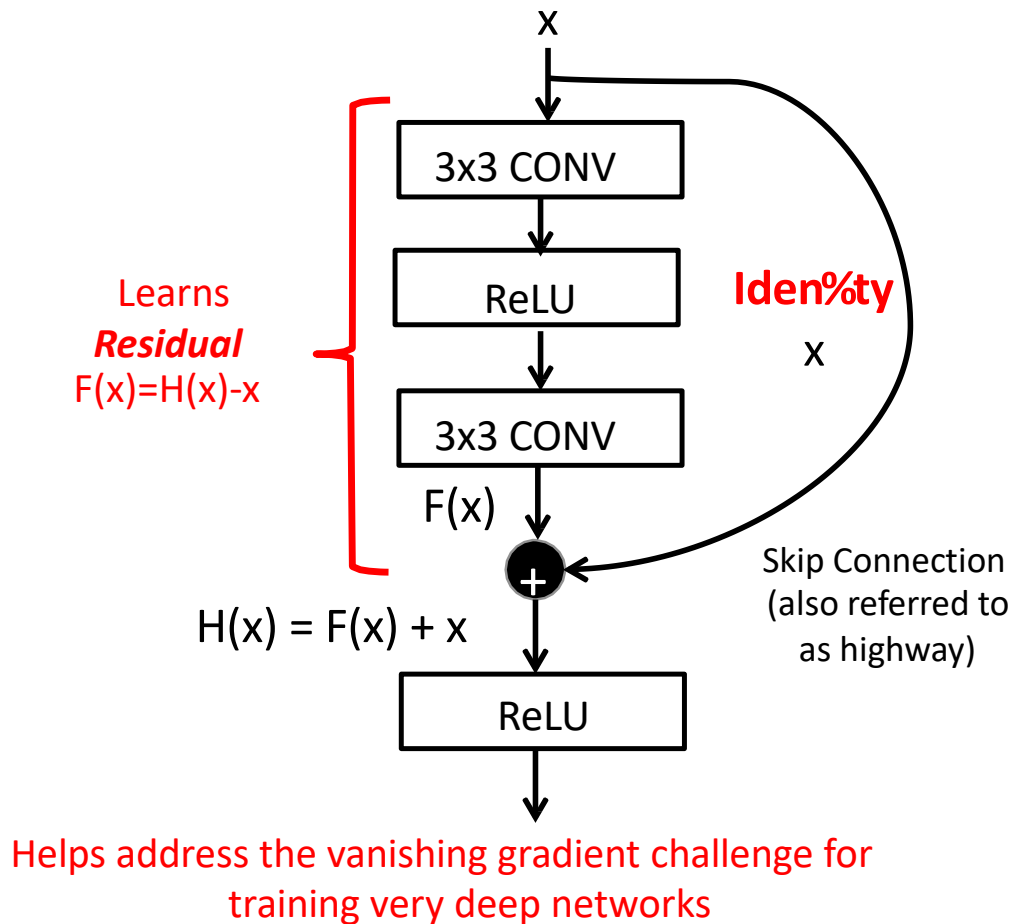 x
3x3 CONV
ReLU
Iden%ty
x
Learns
Residual
F(x)=H(x)-x
3x3 CONV
F(x)
+
Skip Connection
(also referred to
as highway)
H(x) = F(x) + x
ReLU
Helps address the vanishing gradient challenge for
training very deep networks